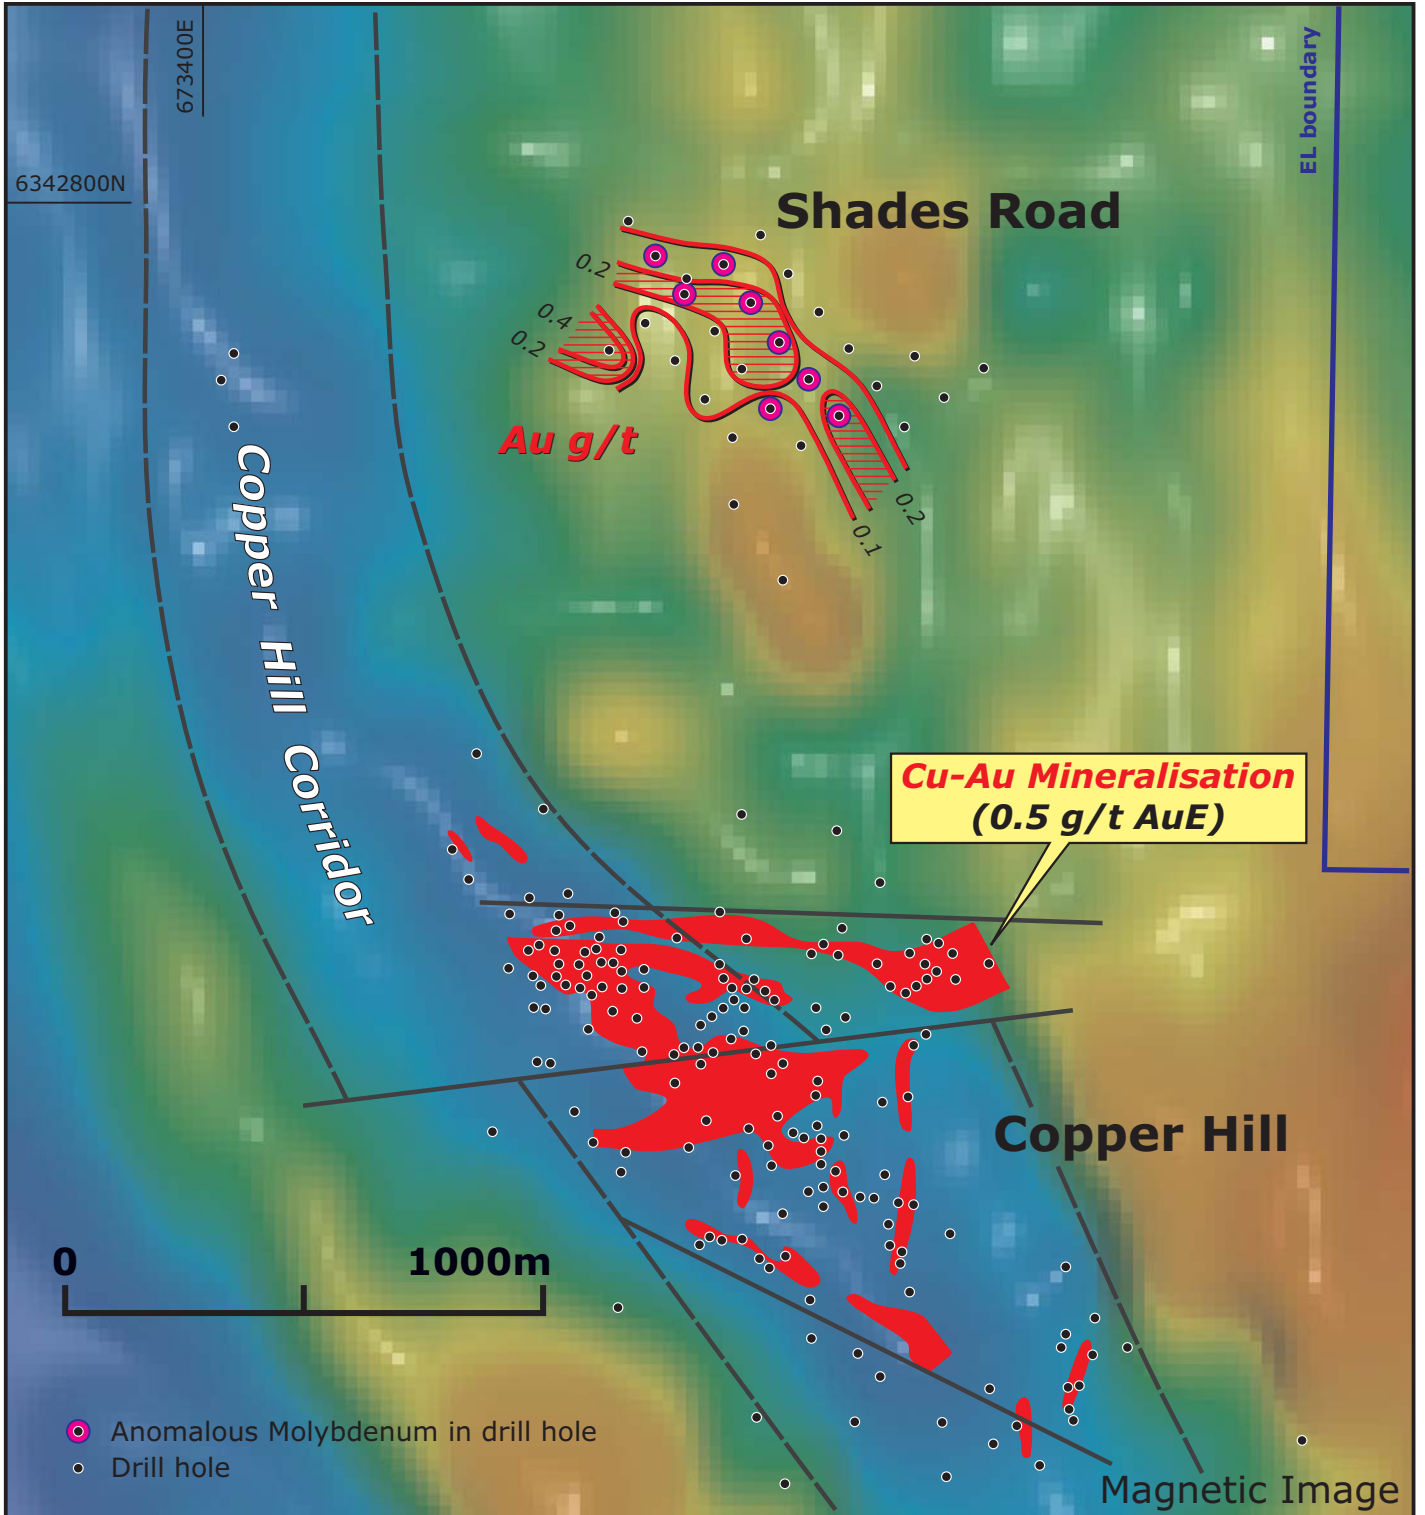 673400E
EL boundary
6342800N
Shades Road
0.2
0.4
0.2
Au g/t
0.2
0.1
Copper Hill Corridor
Cu-Au Mineralisation
(0.5 g/t AuE)
Copper Hill
0
1000m
Anomalous Molybdenum in drill hole
Drill hole
Magnetic Image